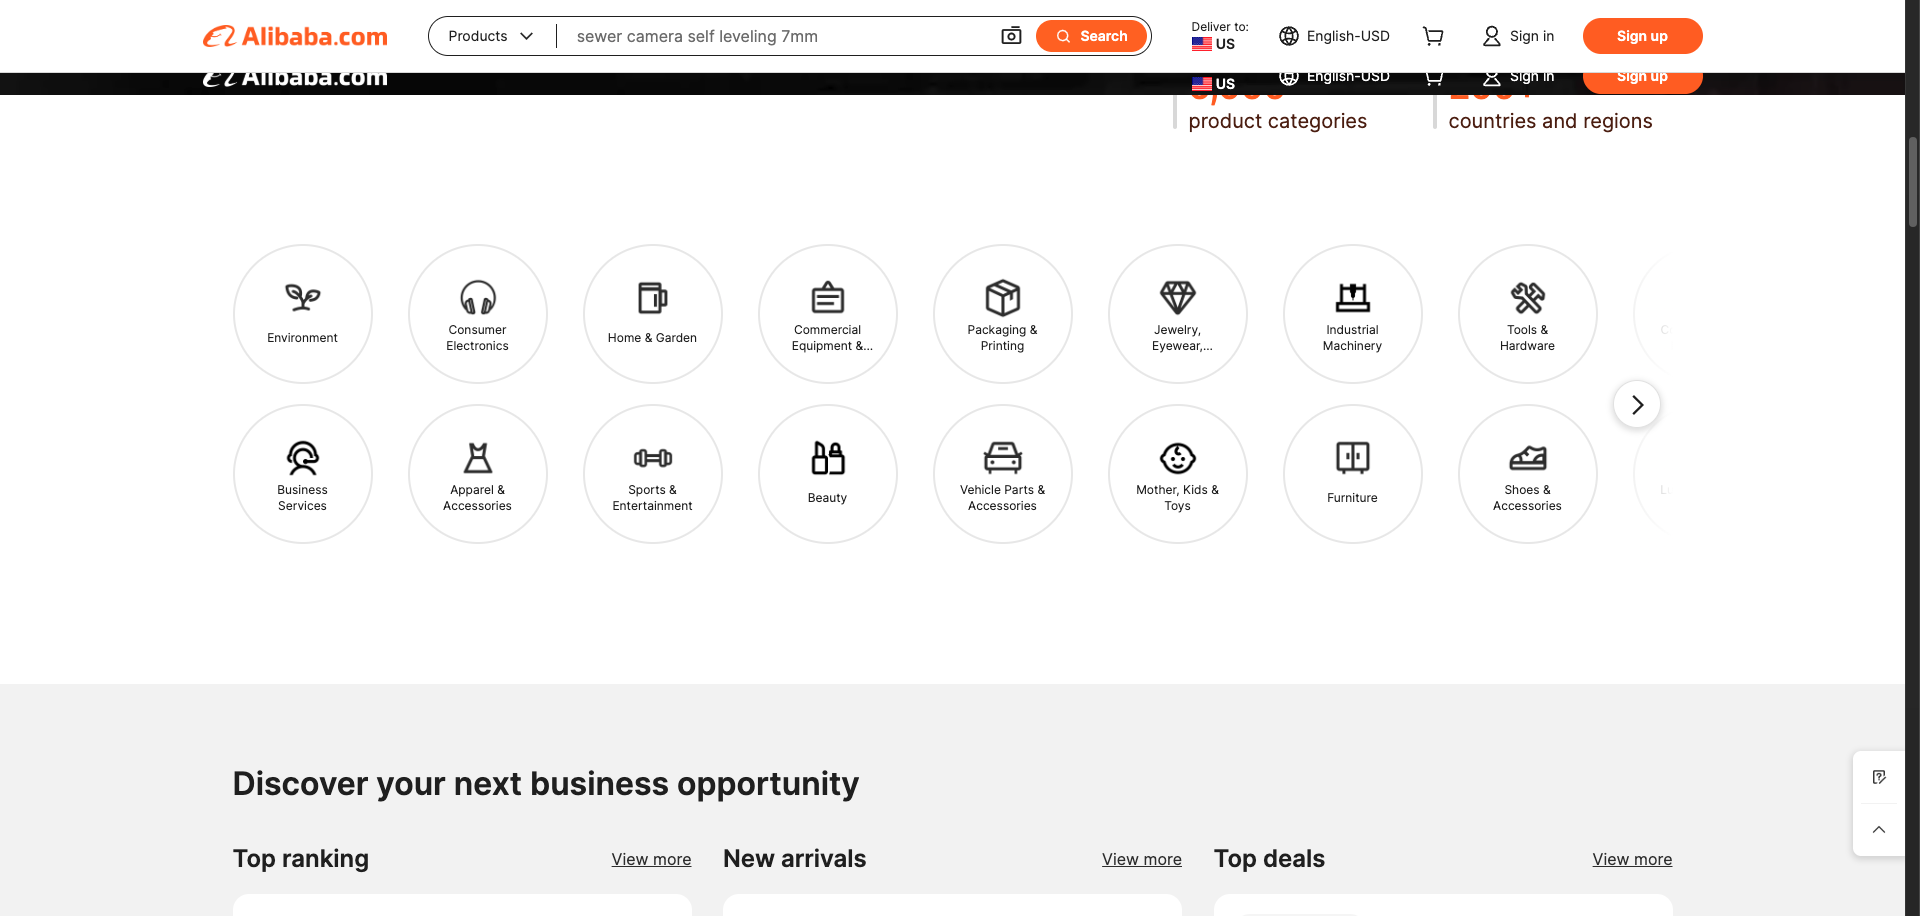 Alibaba.com
Products
sewer camera self leveling 7mm
Search
Deliver to:
US
English-USD
Sign in
Sign up
Alibaba.com
US
English-USD
Sign in
Sign up
product categories
countries and regions
Environment
Consumer
Electronics
Home & Garden
Commercial
Equipment &...
Packaging &
Printing
Jewelry,
Eyewear,...
Industrial
Machinery
Tools &
Hardware
Business
Services
Apparel &
Accessories
Sports &
Entertainment
Beauty
Vehicle Parts &
Accessories
Mother, Kids &
Toys
Furniture
Shoes &
Accessories
Discover your next business opportunity
Top ranking
View more
New arrivals
View more
Top deals
View more